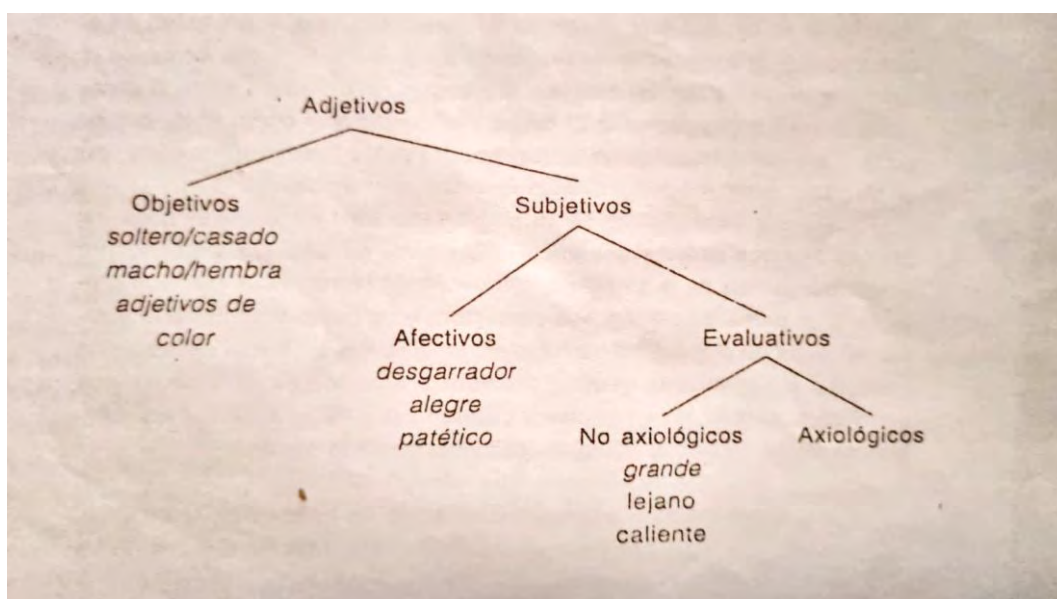 Adjetivos
Objetivos
soltero/casado
macho/hembra
adjetivos de
color
Subjetivos
Afectivos
desgarrador
alegre
patético
Evaluativos
No axiológicos
grande
lejano
caliente
Axiológicos